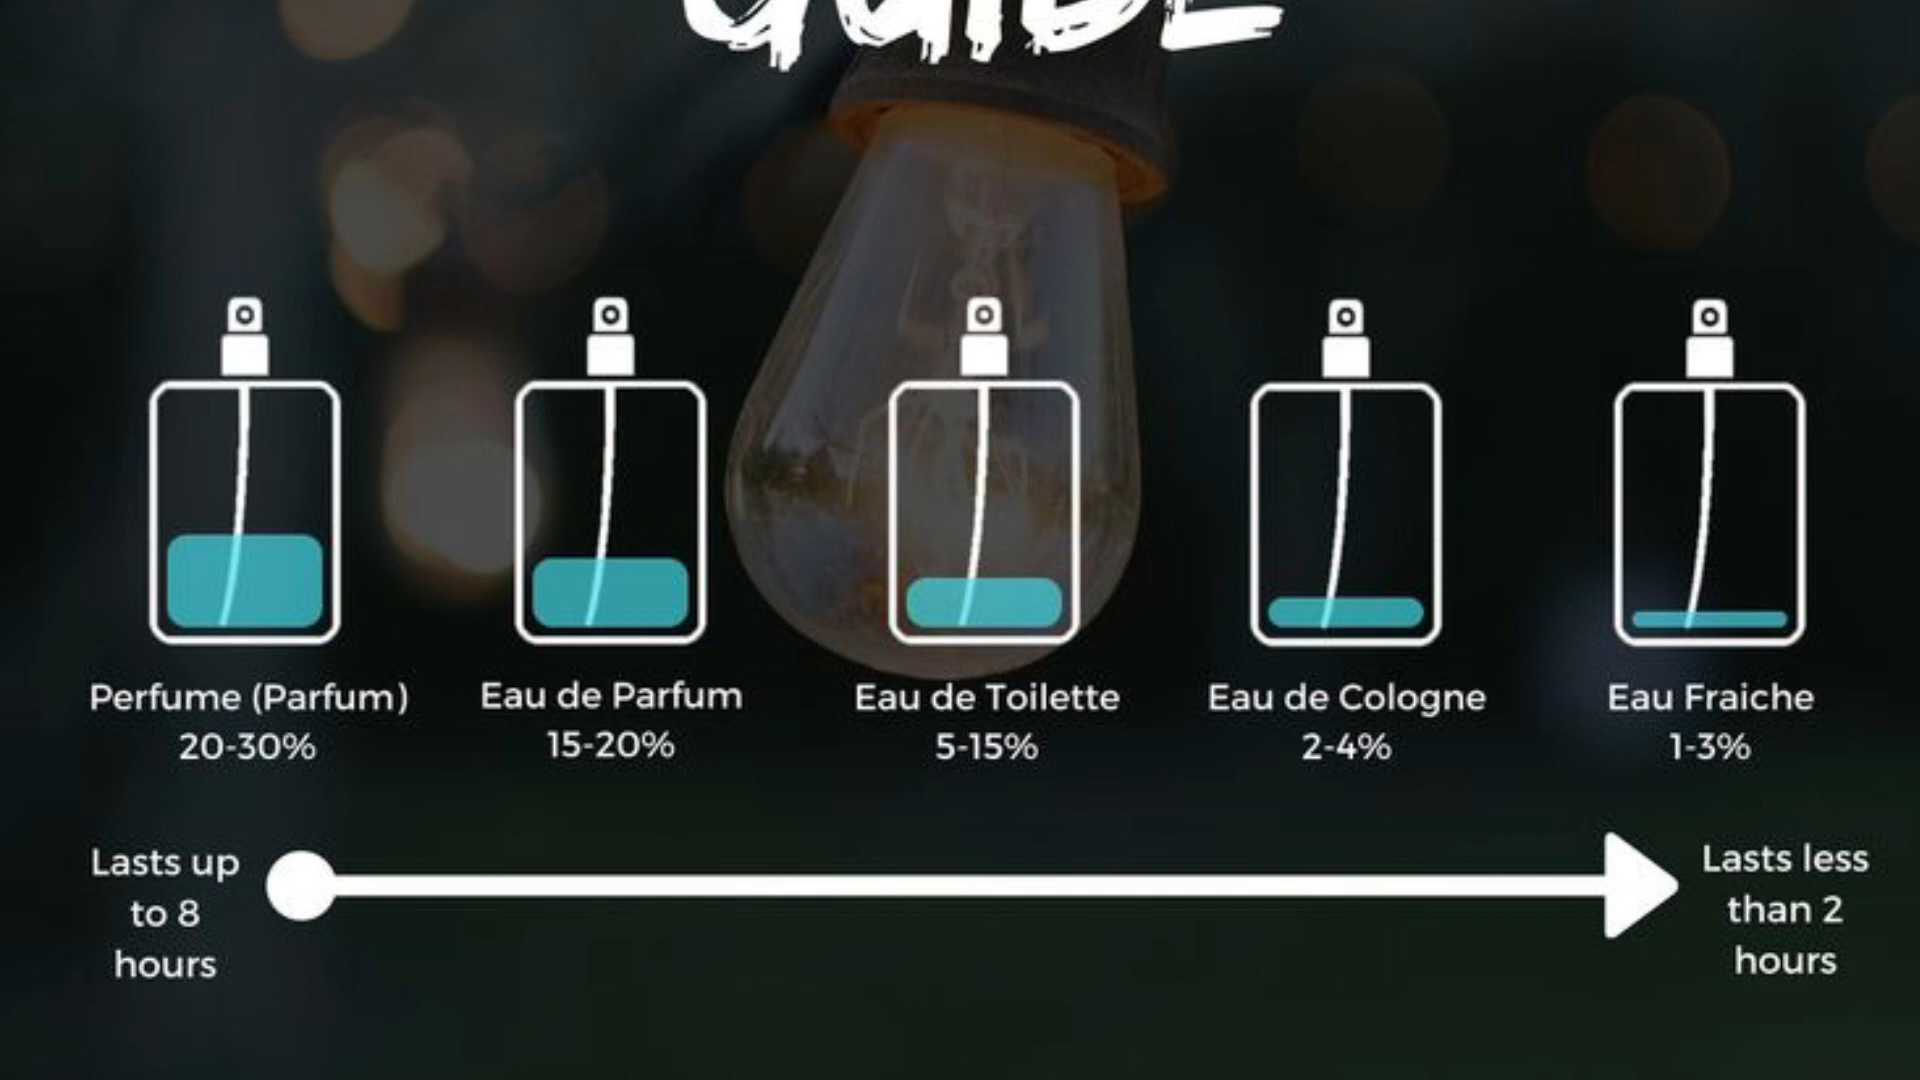 GUIDE
Perfume (Parfum)
20-30%
Eau de Parfum
15-20%
Eau de Toilette
5-15%
Eau de Cologne
2-4%
Eau Fraiche
1-3%
Lasts up
to 8
hours
Lasts less
than 2
hours